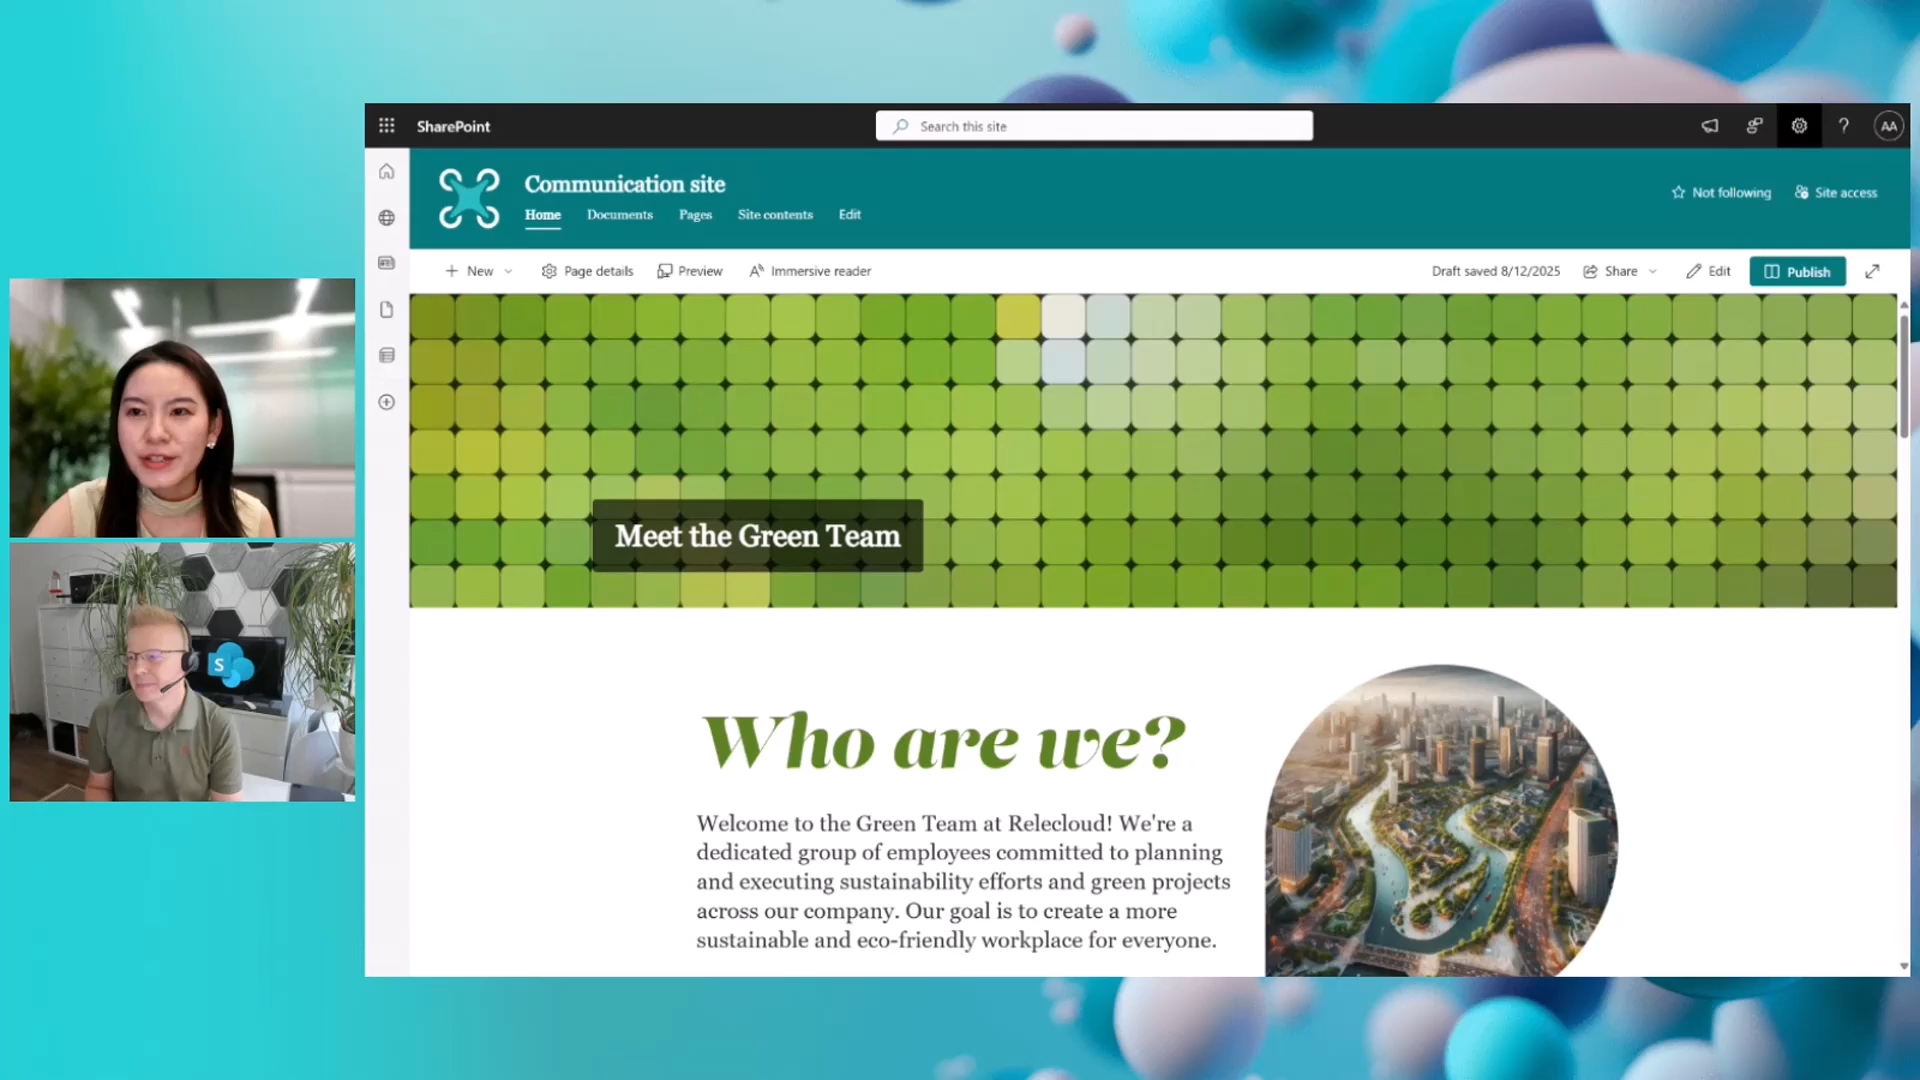 SharePoint
Search this site
?
AA
Communication site
Not following
Site access
Home Documents Pages Site contents Edit
New
Page details
Preview
Immersive reader
Draft saved 8/12/2025
Share
Edit
Publish
Meet the Green Team
S
Who are we?
Welcome to the Green Team at Relecloud! We're a
dedicated group of employees committed to planning
and executing sustainability efforts and green projects
across our company. Our goal is to create a more
sustainable and eco-friendly workplace for everyone.